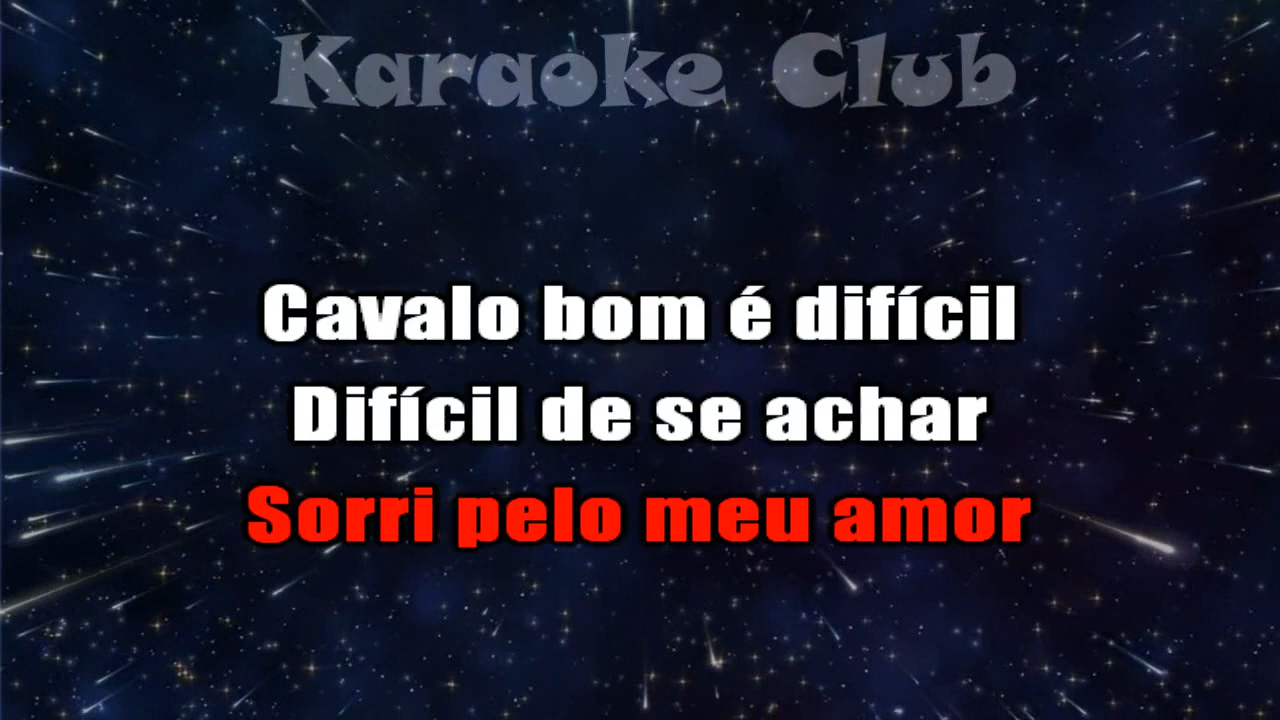 Karaoke Club
Cavalo bom é difícil
Difícil de se achar
Sorri pelo meu amor